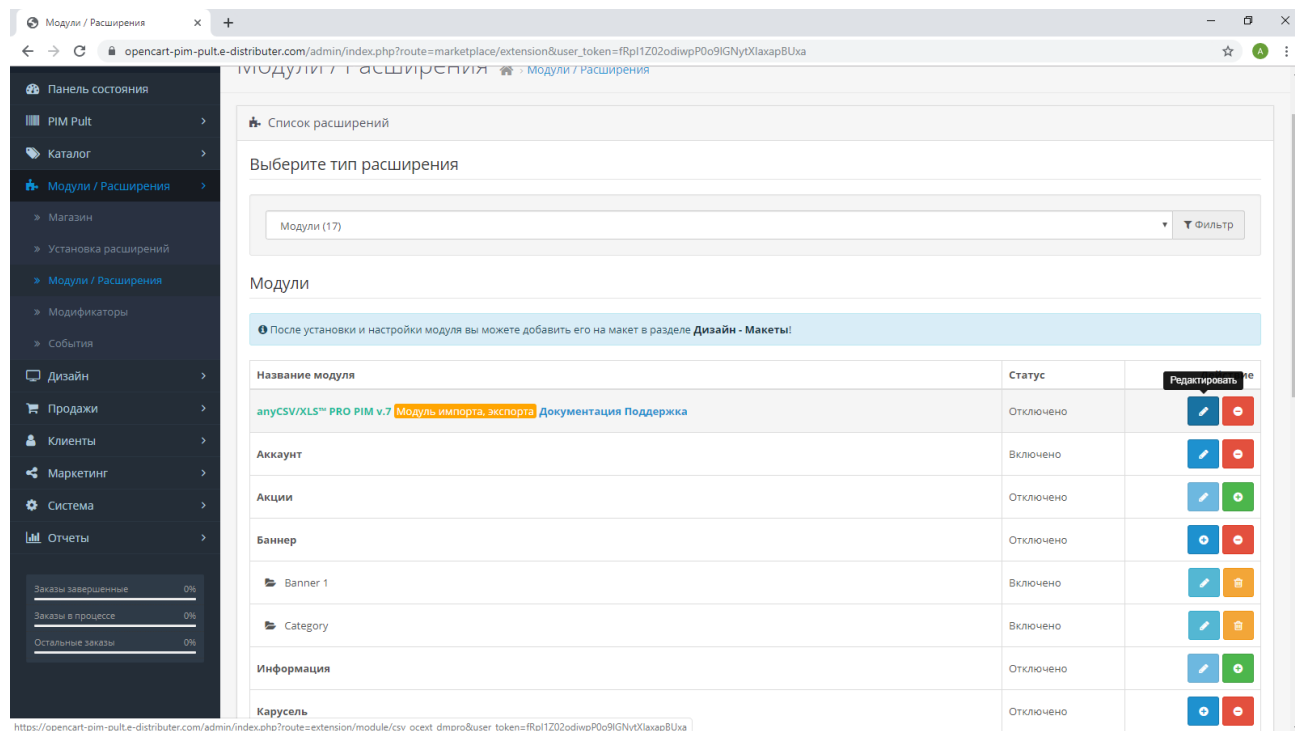 Модули / Расширения
opencart-pim-pult.e-distributer.com/admin/index.php?route=marketplace/extension&user_token=fRpI1Z02odiwpP0o9IGNytXIaxapBUxa
A
Модули / Расширения › Модули / Расширения
Панель состояния
PIM Pult
Каталог
Модули / Расширения
Магазин
Установка расширений
Модули / Расширения
Модификаторы
События
Дизайн
Продажи
Клиенты
Маркетинг
Система
Отчеты
Заказы завершенные 0%
Заказы в процессе 0%
Остальные заказы 0%
Список расширений
Выберите тип расширения
Модули (17) Фильтр
Модули
После установки и настройки модуля вы можете добавить его на макет в разделе Дизайн - Макеты!
Название модуля Статус
Редактировать
anyCSV/XLS™ PRO PIM v.7 Модуль импорта, экспорта Документация Поддержка Отключено
Аккаунт Включено
Акции Отключено
Баннер Отключено
Banner 1 Включено
Category Включено
Информация Отключено
Карусель Отключено
https://opencart-pim-pult.e-distributer.com/admin/index.php?route=extension/module/csv_ocext_dmpro&user_token=fRpI1Z02odiwpP0o9IGNytXIaxapBUxa